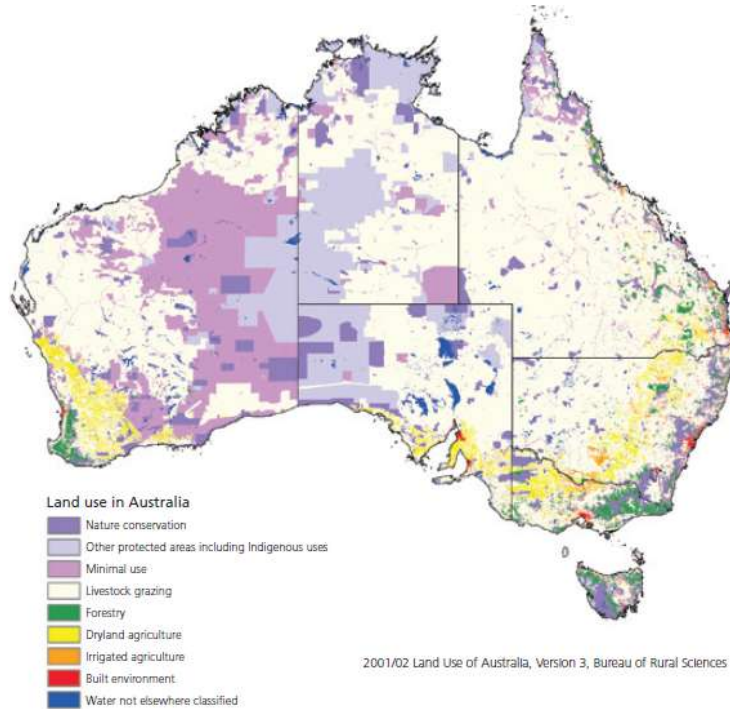 Land use in Australia
Nature conservation
Other protected areas including Indigenous uses
Minimal use
Livestock grazing
Forestry
Dryland agriculture
Irrigated agriculture
Built environment
Water not elsewhere classified
2001/02 Land Use of Australia, Version 3, Bureau of Rural Sciences